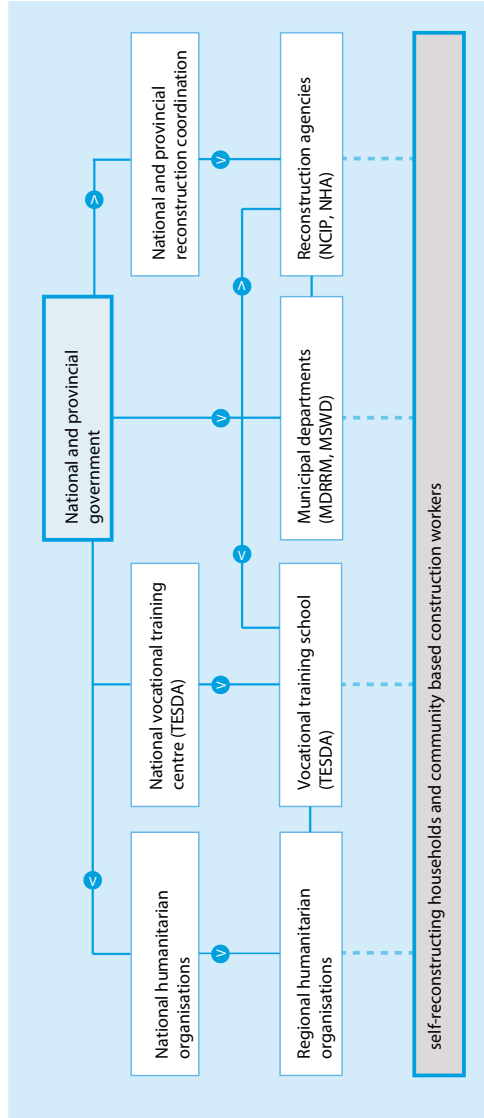 National and provincial
government
National humanitarian
organisations
National vocational training
centre (TESDA)
National and provincial
reconstruction coordination
Regional humanitarian
organisations
Vocational training school
(TESDA)
Municipal departments
(MDRRM, MSWD)
Reconstruction agencies
(NCIP, NHA)
self-reconstructing households and community based construction workers